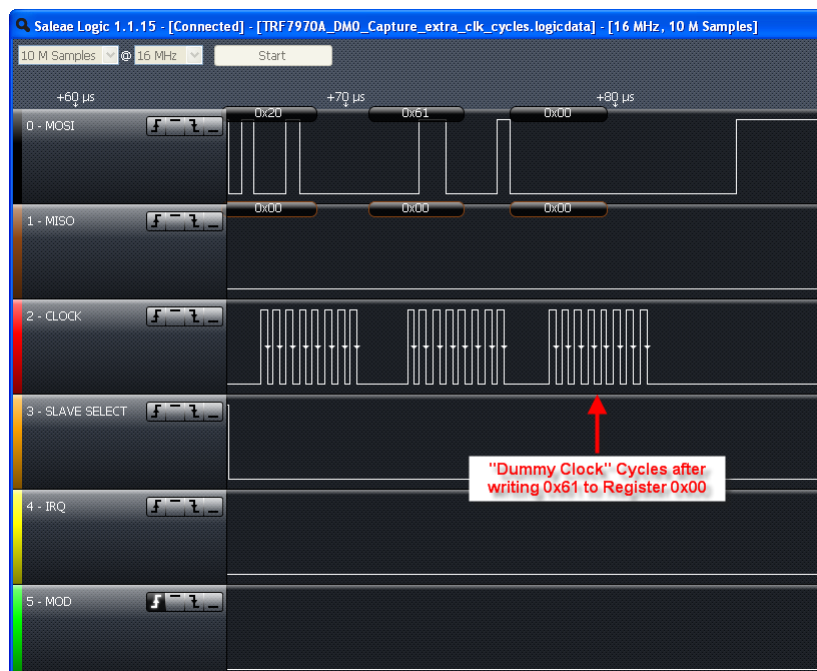 Saleae Logic 1.1.15 - [Connected] - [TRF7970A_DM0_Capture_extra_clk_cycles.logicdata] - [16 MHz, 10 M Samples]
10 M Samples @ 16 MHz Start
+60 µs +70 µs +80 µs
0 - MOSI 0x20 0x61 0x00
1 - MISO 0x00 0x00 0x00
2 - CLOCK
3 - SLAVE SELECT
"Dummy Clock" Cycles after
writing 0x61 to Register 0x00
4 - IRQ
5 - MOD